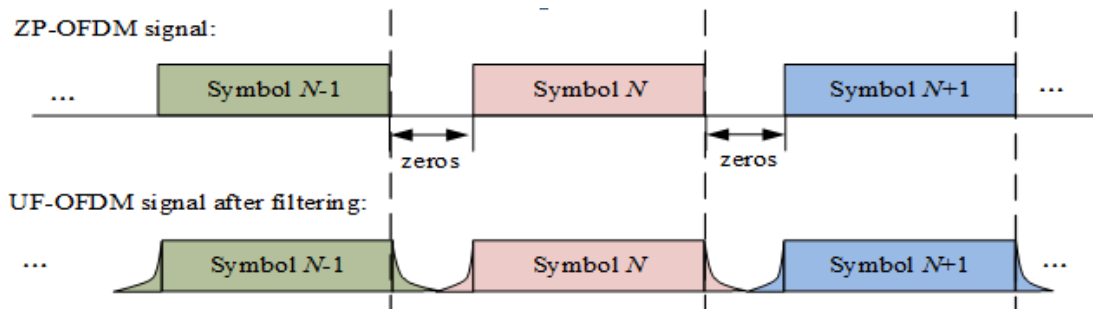 ZP-OFDM signal:
... Symbol N-1 Symbol N Symbol N+1 ...
zeros zeros
UF-OFDM signal after filtering:
... Symbol N-1 Symbol N Symbol N+1 ...